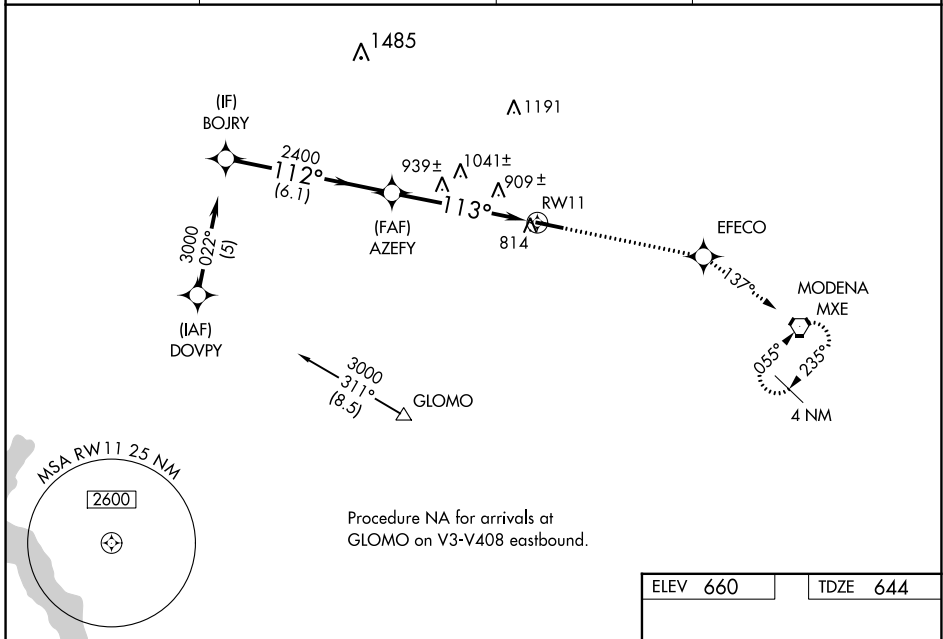 1485
1191
(IF)
BOJRY
2400
112°
(6.1)
939±
1041±
909±
113°
RW11
814
(FAF)
AZEFY
3000
022°
(5)
(IAF)
DOVPY
EFECO
137°
MODENA
MXE
055°
235°
4 NM
3000
311°
(8.5)
GLOMO
MSA RW11 25 NM
2600
Procedure NA for arrivals at
GLOMO on V3-V408 eastbound.
ELEV 660
TDZE 644